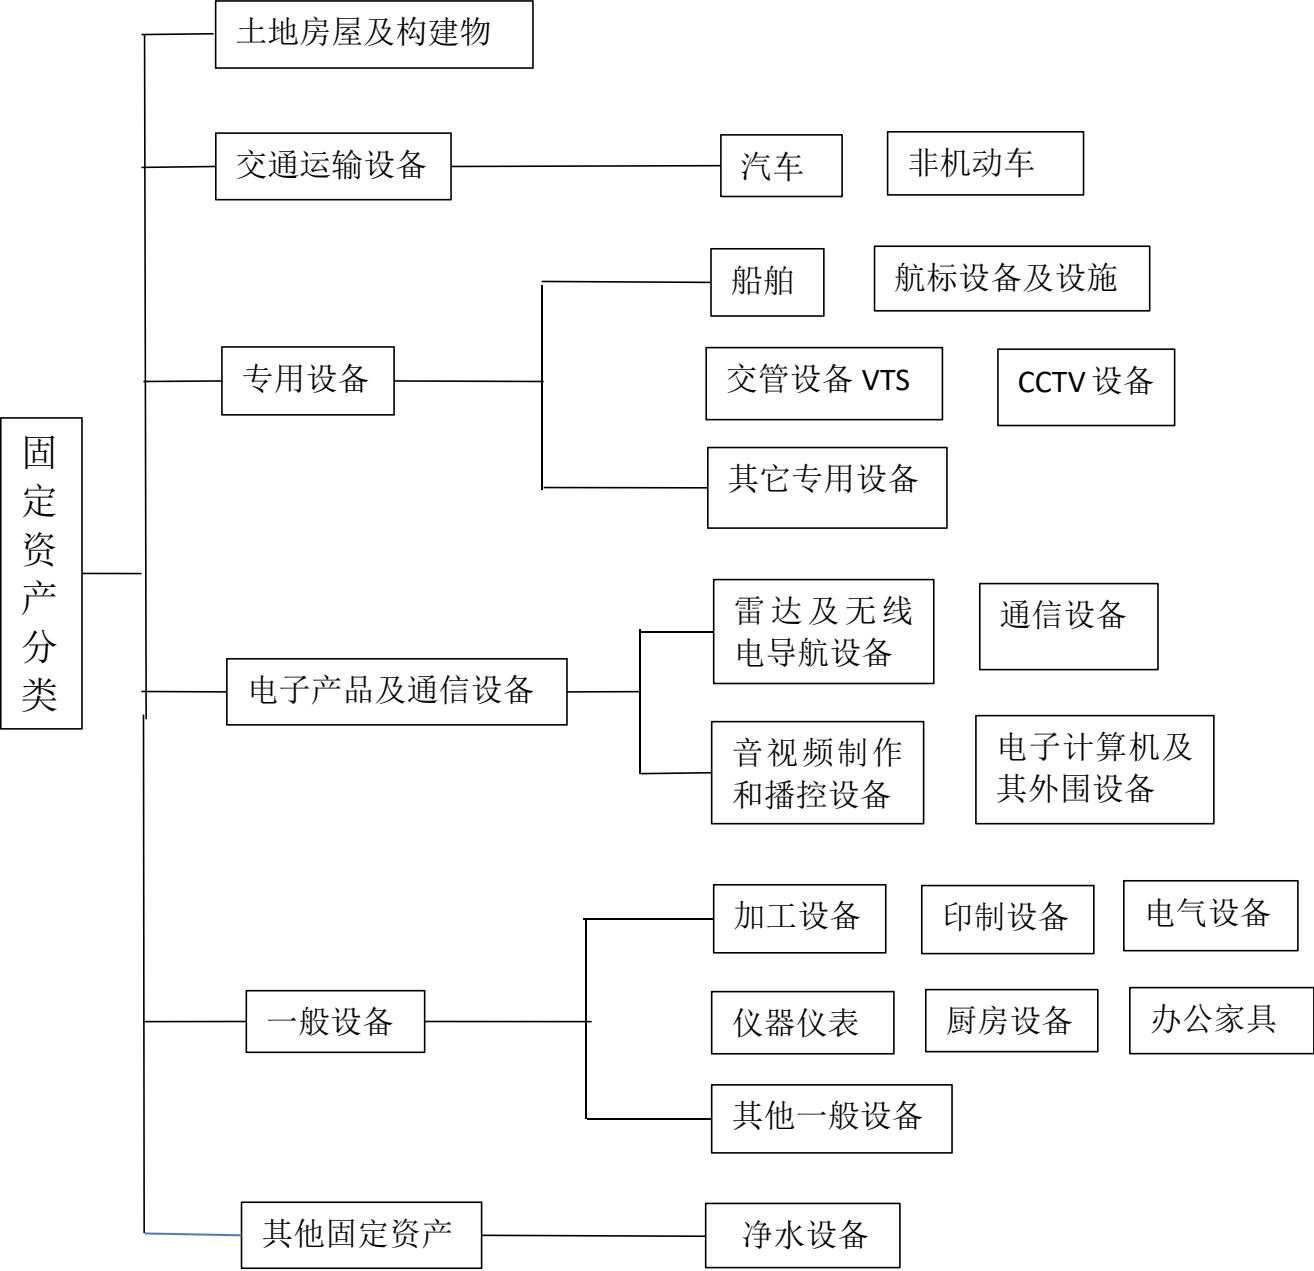 土地房屋及构建物
交通运输设备
汽车
非机动车
船舶
航标设备及设施
专用设备
交管设备 VTS
CCTV 设备
其它专用设备
固定资产分类
雷达及无线
电导航设备
通信设备
电子产品及通信设备
音视频制作
和播控设备
电子计算机及
其外围设备
加工设备
印制设备
电气设备
一般设备
仪器仪表
厨房设备
办公家具
其他一般设备
其他固定资产
净水设备